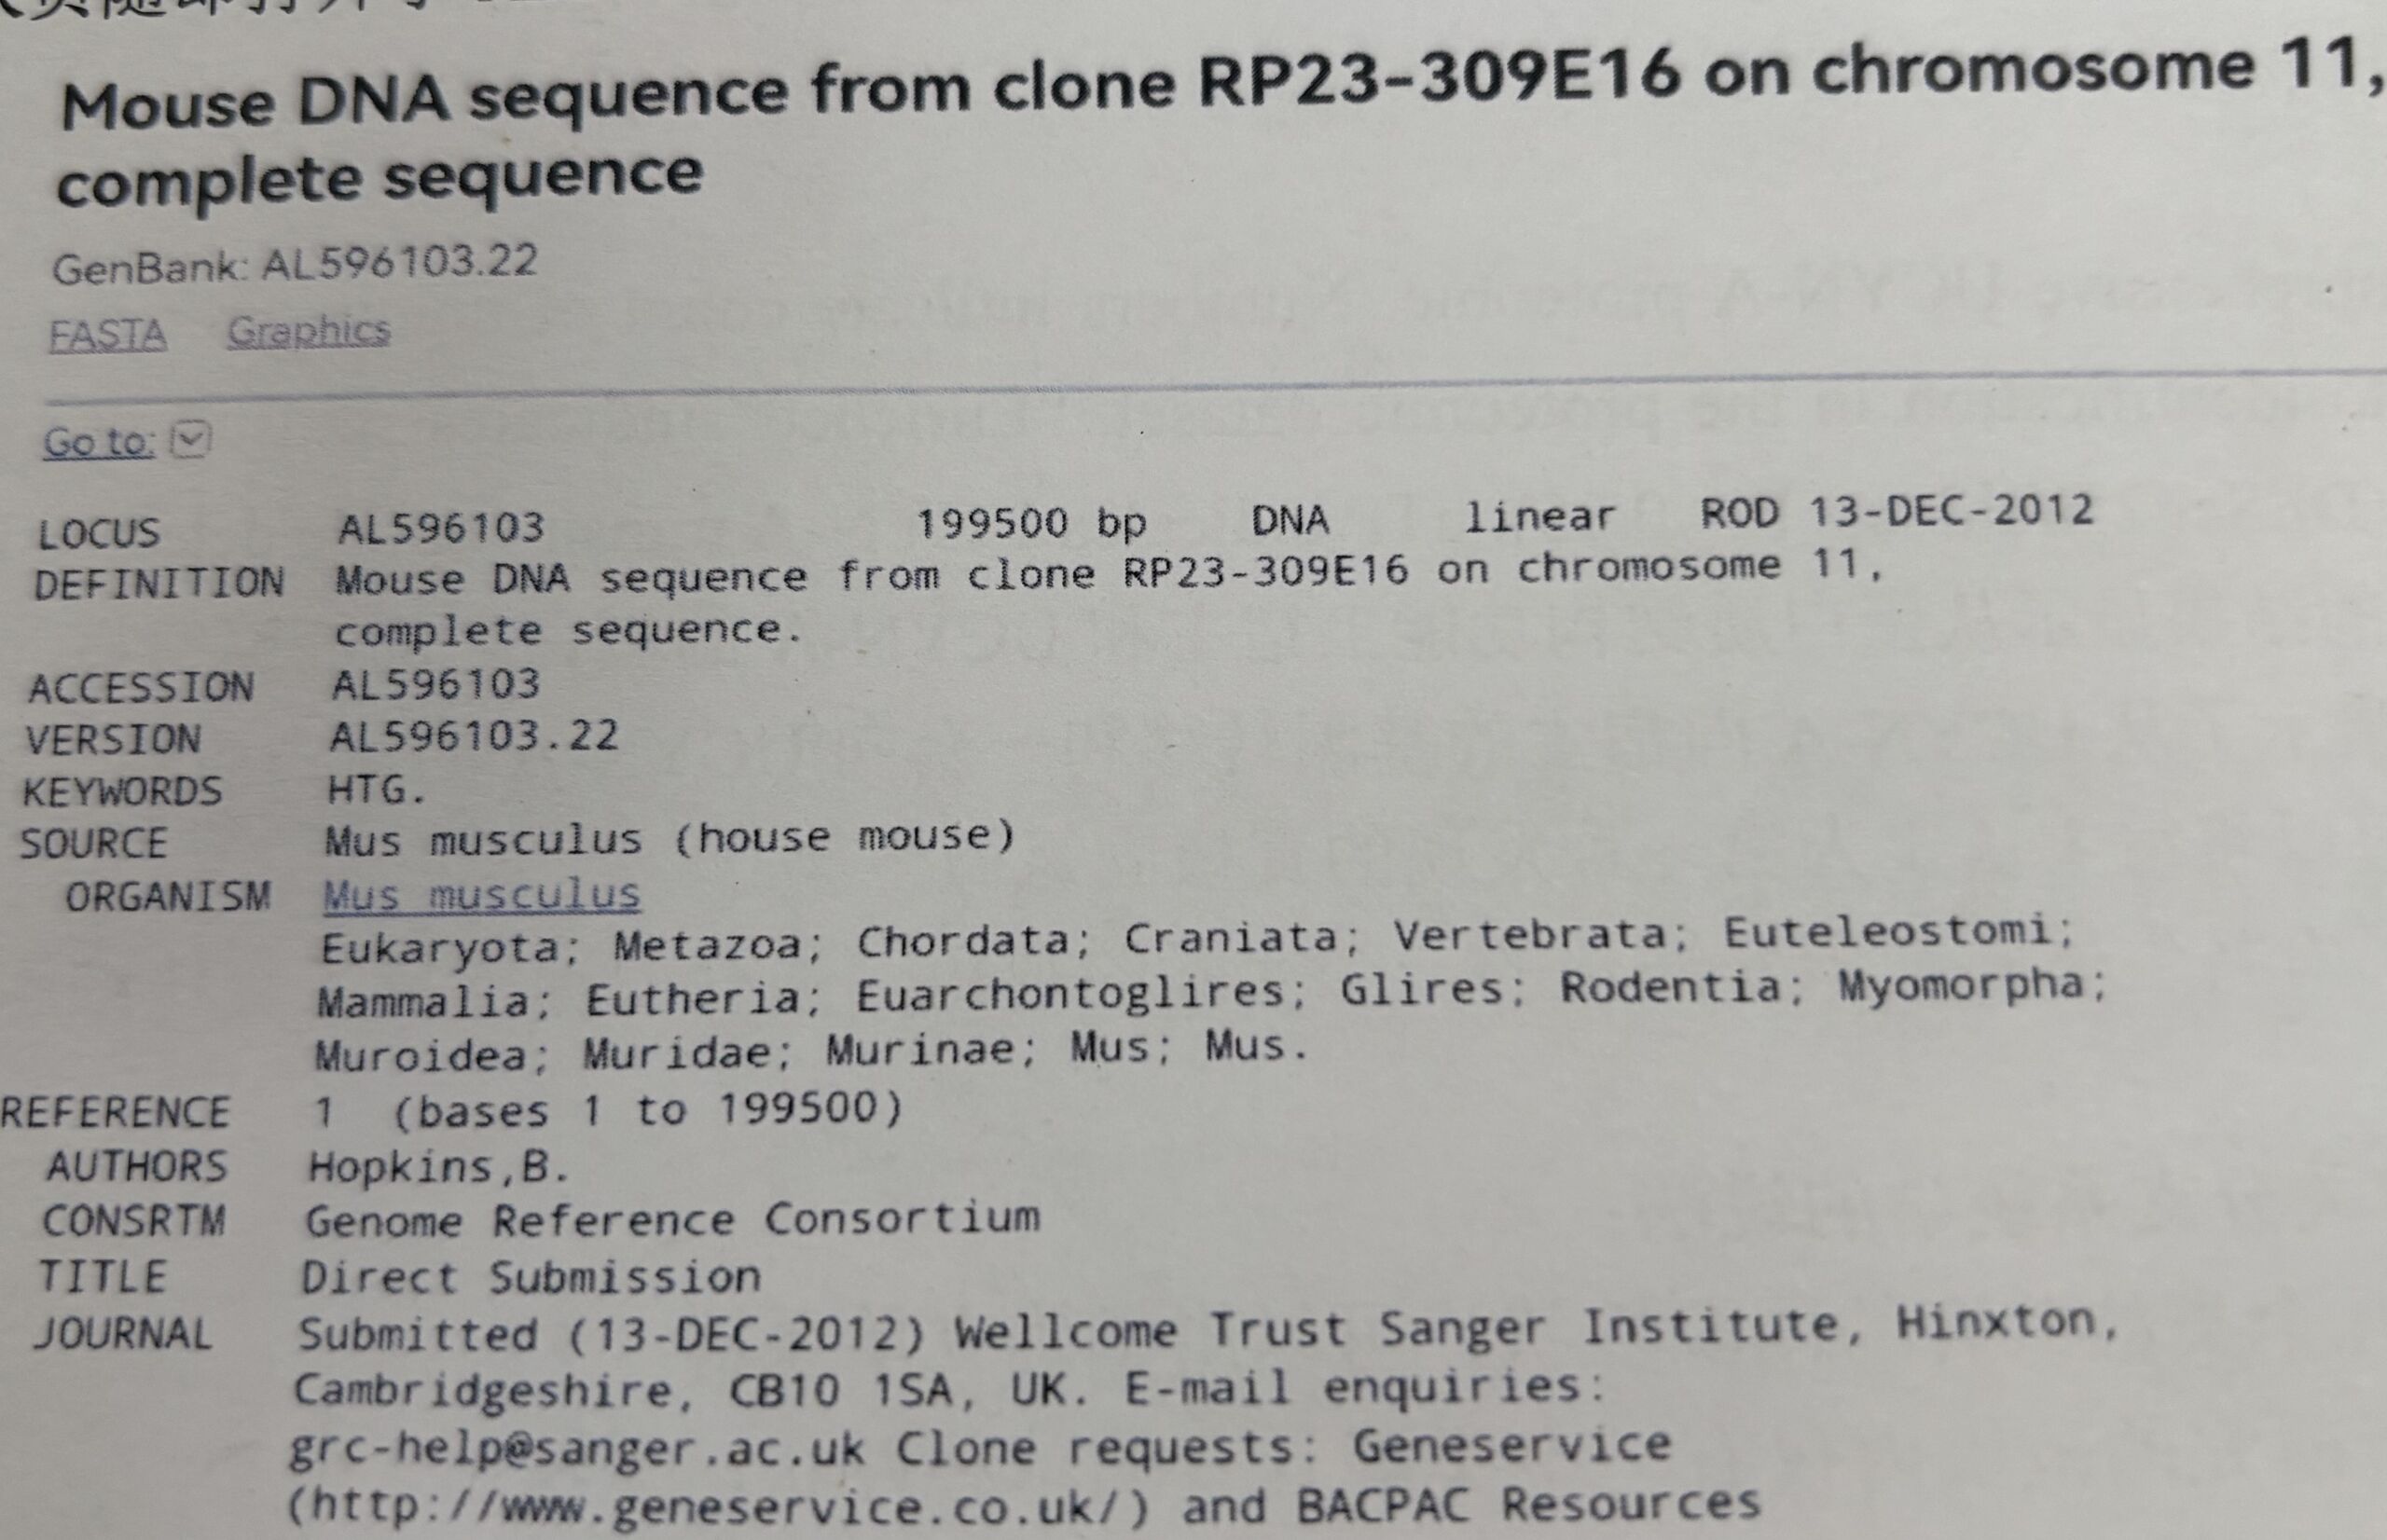 Mouse DNA sequence from clone RP23-309E16 on chromosome 11,
complete sequence
GenBank: AL596103.22
FASTA Graphics
Go to:
LOCUS AL596103 199500 bp DNA linear ROD 13-DEC-2012
DEFINITION Mouse DNA sequence from clone RP23-309E16 on chromosome 11,
complete sequence.
ACCESSION AL596103
VERSION AL596103.22
KEYWORDS HTG.
SOURCE Mus musculus (house mouse)
ORGANISM Mus musculus
Eukaryota; Metazoa; Chordata; Craniata; Vertebrata; Euteleostomi;
Mammalia; Eutheria; Euarchontoglires; Glires; Rodentia; Myomorpha;
Muroidea; Muridae; Murinae; Mus; Mus.
REFERENCE 1 (bases 1 to 199500)
AUTHORS Hopkins,B.
CONSRTM Genome Reference Consortium
TITLE Direct Submission
JOURNAL Submitted (13-DEC-2012) Wellcome Trust Sanger Institute, Hinxton,
Cambridgeshire, CB10 1SA, UK. E-mail enquiries:
grc-help@sanger.ac.uk Clone requests: Geneservice
(http://www.geneservice.co.uk/) and BACPAC Resources